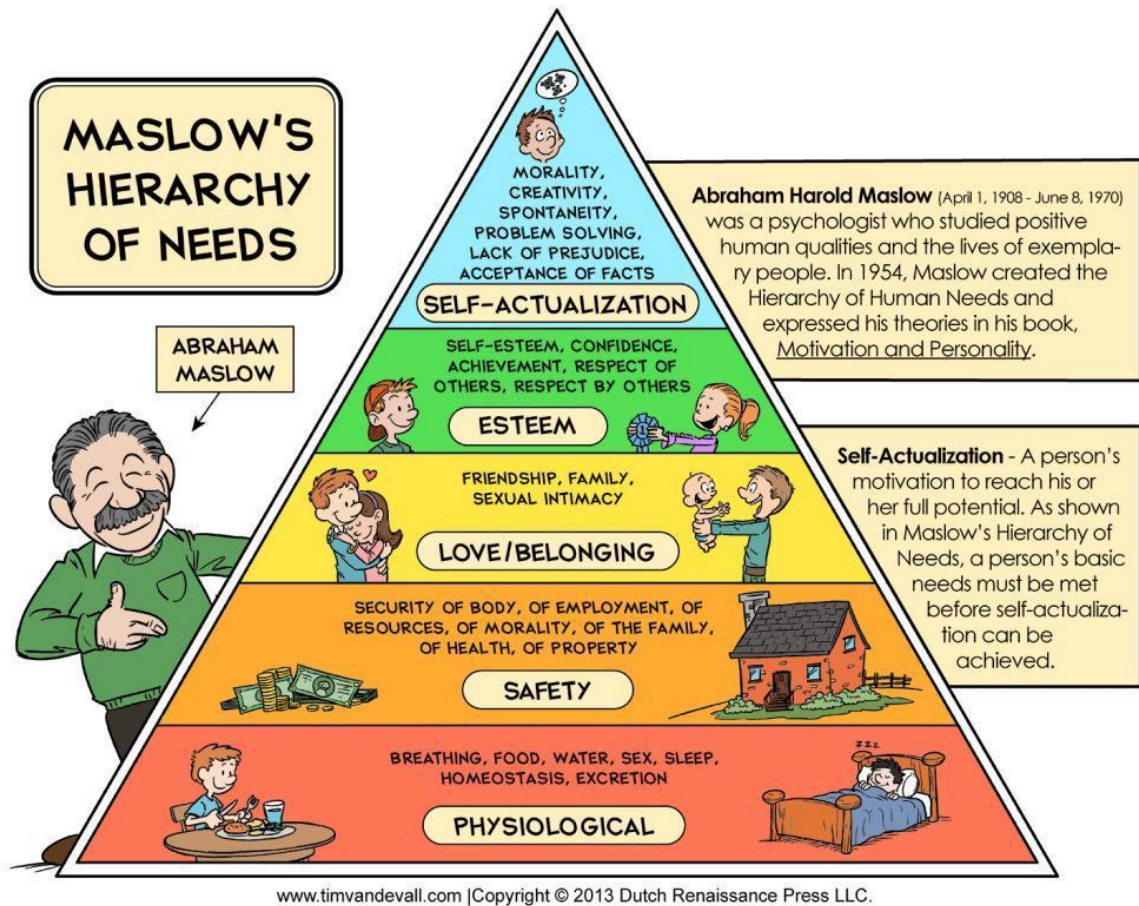 MASLOW'S
HIERARCHY
OF NEEDS
ABRAHAM
MASLOW
MORALITY,
CREATIVITY,
SPONTANEITY,
PROBLEM SOLVING,
LACK OF PREJUDICE,
ACCEPTANCE OF FACTS
SELF-ACTUALIZATION
SELF-ESTEEM, CONFIDENCE,
ACHIEVEMENT, RESPECT OF
OTHERS, RESPECT BY OTHERS
ESTEEM
1
FRIENDSHIP, FAMILY,
SEXUAL INTIMACY
LOVE/BELONGING
SECURITY OF BODY, OF EMPLOYMENT, OF
RESOURCES, OF MORALITY, OF THE FAMILY,
OF HEALTH, OF PROPERTY
SAFETY
BREATHING, FOOD, WATER, SEX, SLEEP,
HOMEOSTASIS, EXCRETION
PHYSIOLOGICAL
ZZZ
Abraham Harold Maslow (April 1, 1908 - June 8, 1970)
was a psychologist who studied positive
human qualities and the lives of exempla-
ry people. In 1954, Maslow created the
Hierarchy of Human Needs and
expressed his theories in his book,
Motivation and Personality.
Self-Actualization - A person's
motivation to reach his or
her full potential. As shown
in Maslow's Hierarchy of
Needs, a person's basic
needs must be met
before self-actualiza-
tion can be
achieved.
www.timvandevall.com |Copyright © 2013 Dutch Renaissance Press LLC.